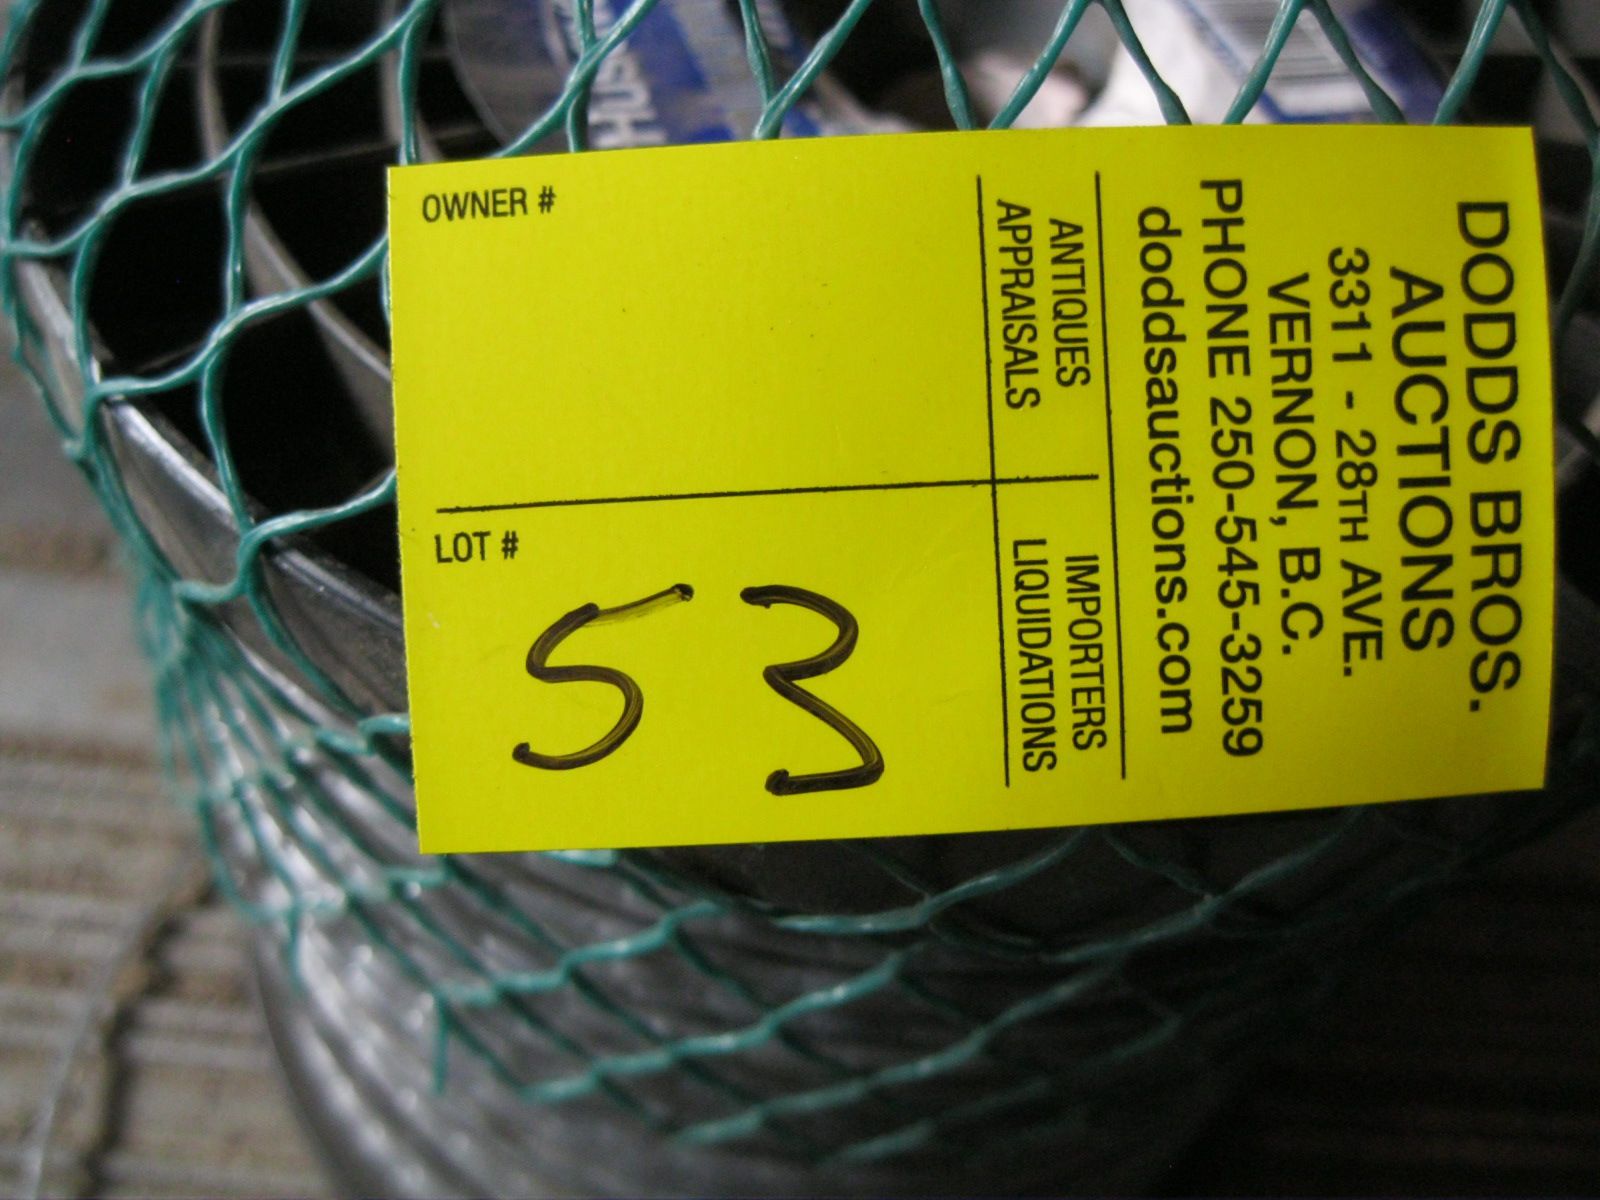 DODDS BROS.
AUCTIONS
3311 - 28TH AVE.
VERNON, B.C.
PHONE 250-545-3259
doddsauctions.com
ANTIQUES
APPRAISALS
IMPORTERS
LIQUIDATIONS
OWNER #
LOT #
53